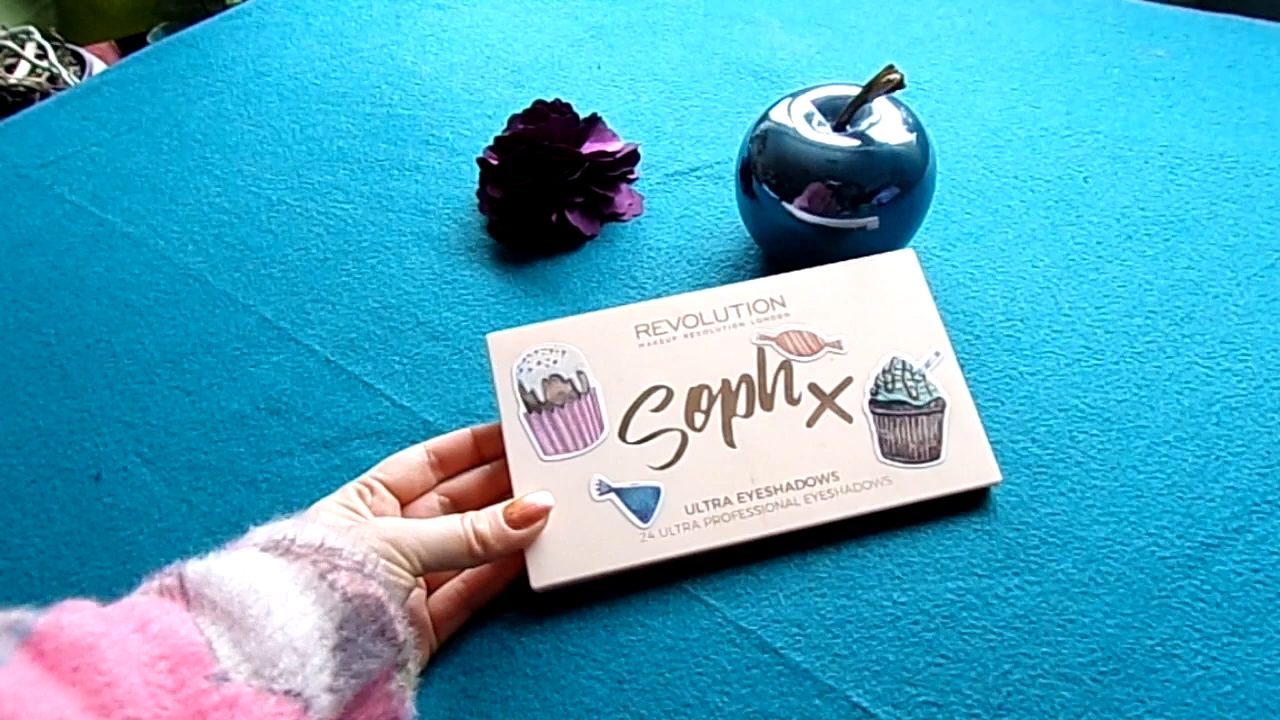 REVOLUTION
MAKEUP REVOLUTION LONDON
Soph x
ULTRA EYESHADOWS
24 ULTRA PROFESSIONAL EYESHADOWS